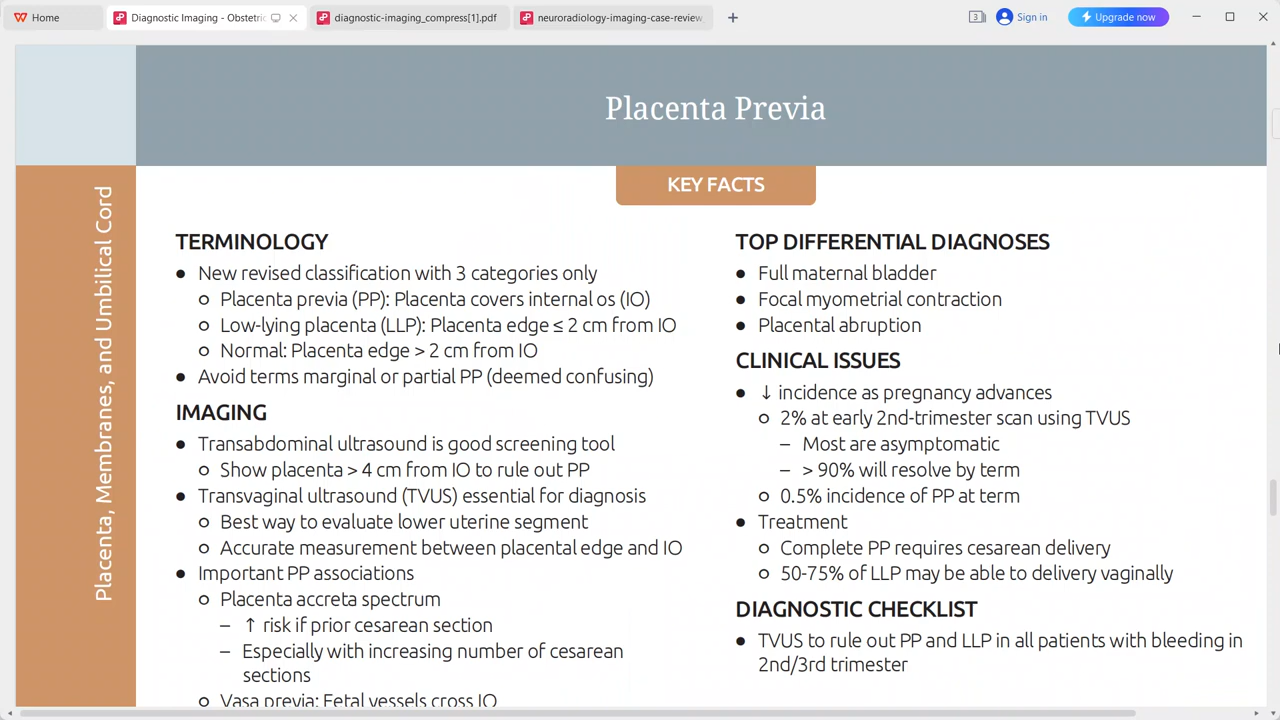 Home
Diagnostic Imaging - Obstetric
diagnostic-imaging_compress[1].pdf
neuroradiology-imaging-case-review
3
Sign in
Upgrade now
Placenta Previa
Placenta, Membranes, and Umbilical Cord
KEY FACTS
TERMINOLOGY
• New revised classification with 3 categories only
○ Placenta previa (PP): Placenta covers internal os (IO)
○ Low-lying placenta (LLP): Placenta edge ≤ 2 cm from IO
○ Normal: Placenta edge > 2 cm from IO
• Avoid terms marginal or partial PP (deemed confusing)
IMAGING
• Transabdominal ultrasound is good screening tool
○ Show placenta > 4 cm from IO to rule out PP
• Transvaginal ultrasound (TVUS) essential for diagnosis
○ Best way to evaluate lower uterine segment
○ Accurate measurement between placental edge and IO
• Important PP associations
○ Placenta accreta spectrum
– ↑ risk if prior cesarean section
– Especially with increasing number of cesarean
sections
○ Vasa previa: Fetal vessels cross IO
TOP DIFFERENTIAL DIAGNOSES
• Full maternal bladder
• Focal myometrial contraction
• Placental abruption
CLINICAL ISSUES
• ↓ incidence as pregnancy advances
○ 2% at early 2nd-trimester scan using TVUS
– Most are asymptomatic
– > 90% will resolve by term
○ 0.5% incidence of PP at term
• Treatment
○ Complete PP requires cesarean delivery
○ 50-75% of LLP may be able to delivery vaginally
DIAGNOSTIC CHECKLIST
• TVUS to rule out PP and LLP in all patients with bleeding in
2nd/3rd trimester